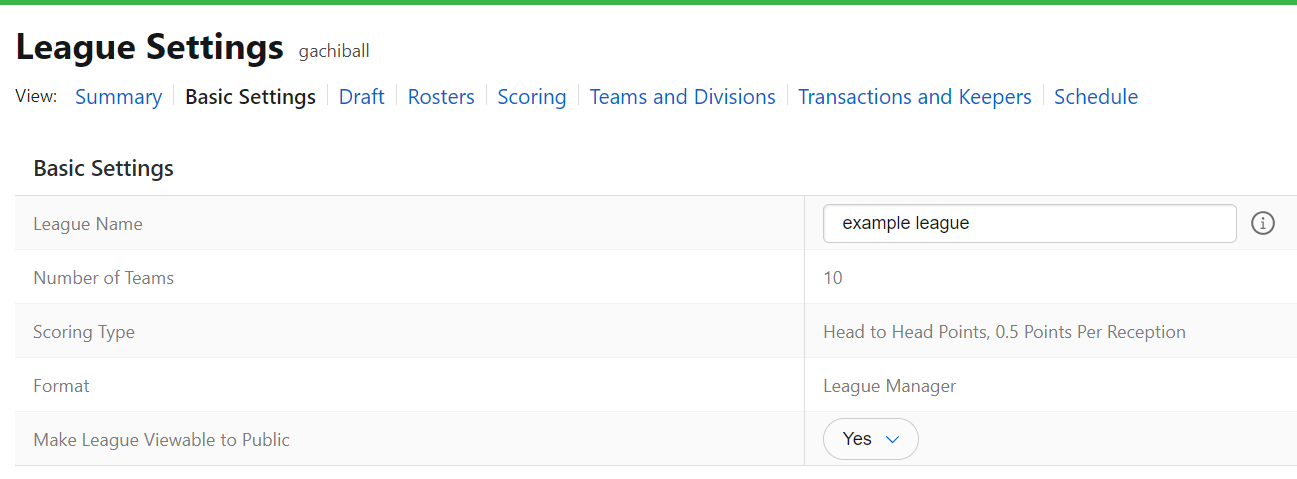 League Settings gachiball
View: Summary Basic Settings Draft Rosters Scoring Teams and Divisions Transactions and Keepers Schedule
Basic Settings
League Name example league
Number of Teams 10
Scoring Type Head to Head Points, 0.5 Points Per Reception
Format League Manager
Make League Viewable to Public Yes